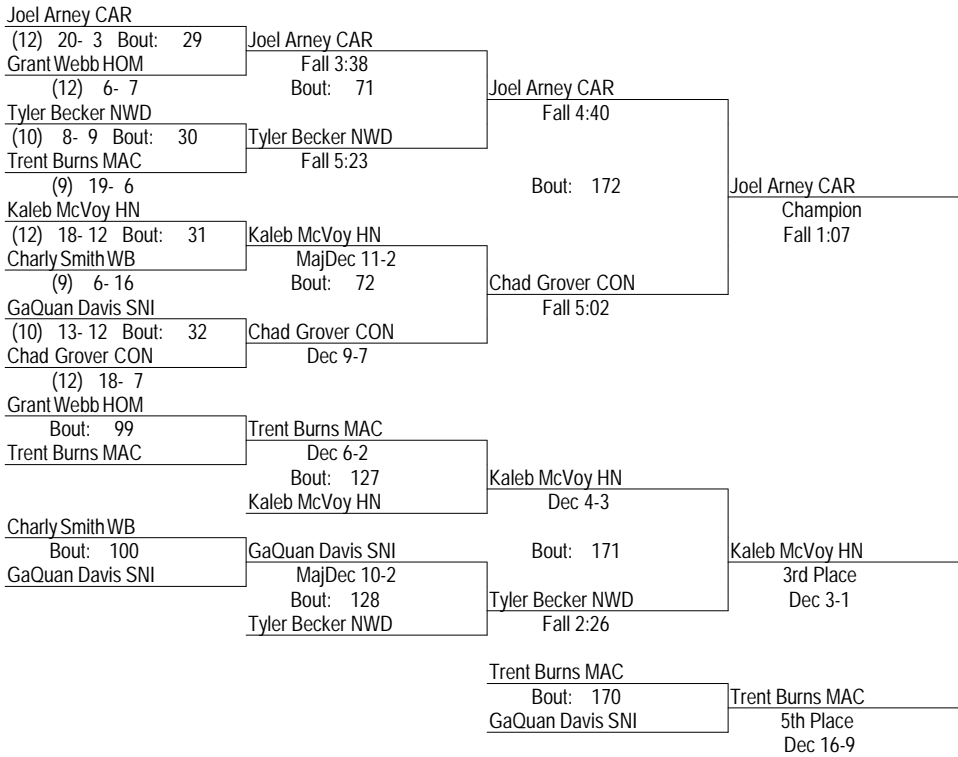 Joel Arney CAR
(12) 20- 3 Bout: 29 Joel Arney CAR
Grant Webb HOM Fall 3:38
(12) 6- 7 Bout: 71 Joel Arney CAR
Tyler Becker NWD Fall 4:40
(10) 8- 9 Bout: 30 Tyler Becker NWD
Trent Burns MAC Fall 5:23
(9) 19- 6 Bout: 172 Joel Arney CAR
Kaleb McVoy HN Champion
(12) 18- 12 Bout: 31 Kaleb McVoy HN Fall 1:07
Charly Smith WB MajDec 11-2
(9) 6- 16 Bout: 72 Chad Grover CON
GaQuan Davis SNI Fall 5:02
(10) 13- 12 Bout: 32 Chad Grover CON
Chad Grover CON Dec 9-7
(12) 18- 7
Grant Webb HOM
Bout: 99 Trent Burns MAC
Trent Burns MAC Dec 6-2
Bout: 127 Kaleb McVoy HN
Kaleb McVoy HN Dec 4-3
Charly Smith WB
Bout: 100 GaQuan Davis SNI Bout: 171 Kaleb McVoy HN
GaQuan Davis SNI MajDec 10-2 3rd Place
Bout: 128 Tyler Becker NWD Dec 3-1
Tyler Becker NWD Fall 2:26
Trent Burns MAC
Bout: 170 Trent Burns MAC
GaQuan Davis SNI 5th Place
Dec 16-9